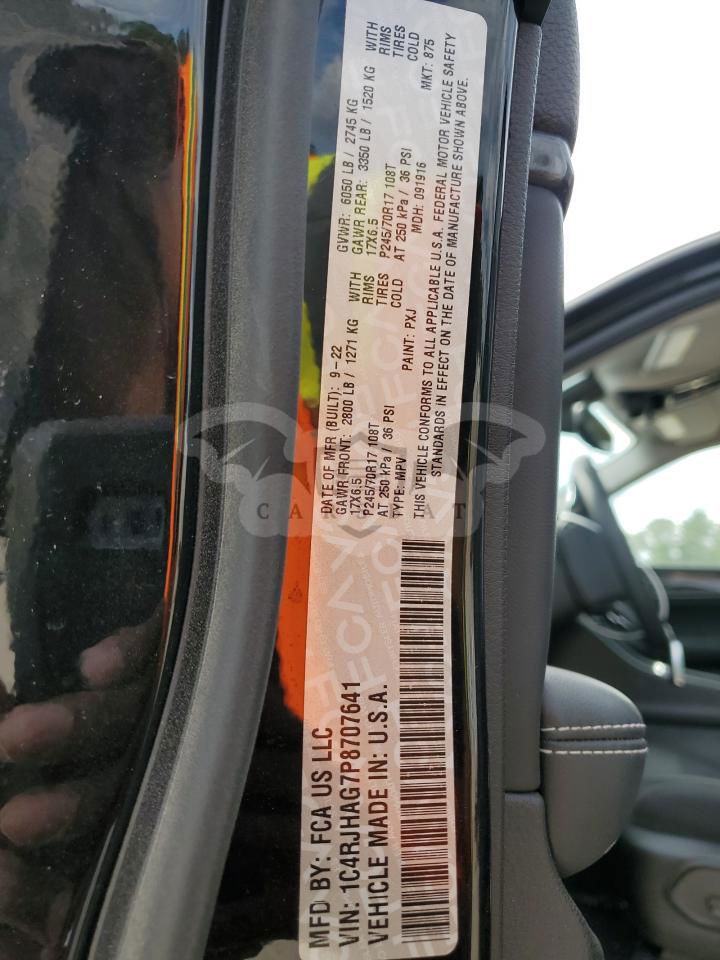 MFD BY: FCA US LLC
VIN: 1C4RJHAG7P8707641
VEHICLE MADE IN: U.S.A.
DATE OF MFR (BUILT): 9-22
GAWR FRONT: 2800 LB / 1271 KG WITH
17X6.5 RIMS
P245/70R17 108T TIRES
AT 250 kPa / 36 PSI COLD
TYPE: MPV PAINT: PXJ
GVWR: 6050 LB / 2745 KG
GAWR REAR: 3350 LB / 1520 KG WITH
17X6.5 RIMS
P245/70R17 108T TIRES
AT 250 kPa / 36 PSI COLD
MDH: 091916 MKT: 875
THIS VEHICLE CONFORMS TO ALL APPLICABLE U.S.A. FEDERAL MOTOR VEHICLE SAFETY
STANDARDS IN EFFECT ON THE DATE OF MANUFACTURE SHOWN ABOVE.
FCA